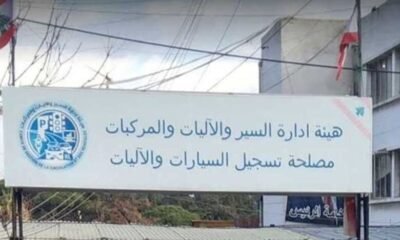 هيئة ادارة السير والآليات والمركبات
مصلحة تسجيل السيارات والآليات